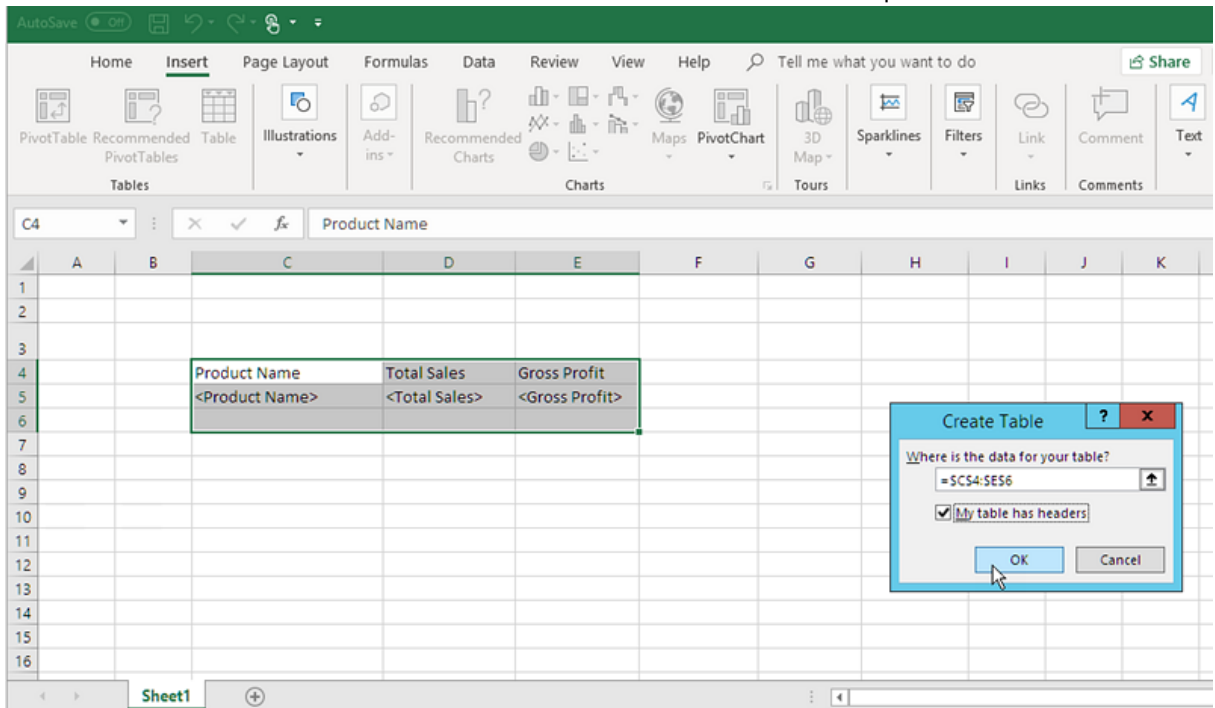 AutoSave Off
Home Insert Page Layout Formulas Data Review View Help Tell me what you want to do Share
PivotTable Recommended PivotTables Table Illustrations Add-ins Recommended Charts Maps PivotChart 3D Map Sparklines Filters Link Comment Text
Tables Charts Tours Links Comments
C4 fx Product Name
A B C D E F G H I J K
1
2
3
4 Product Name Total Sales Gross Profit
5 <Product Name> <Total Sales> <Gross Profit>
6
7
8
9
10
11
12
13
14
15
16
Create Table ? x
Where is the data for your table?
=$C$4:$E$6
My table has headers
OK Cancel
Sheet1